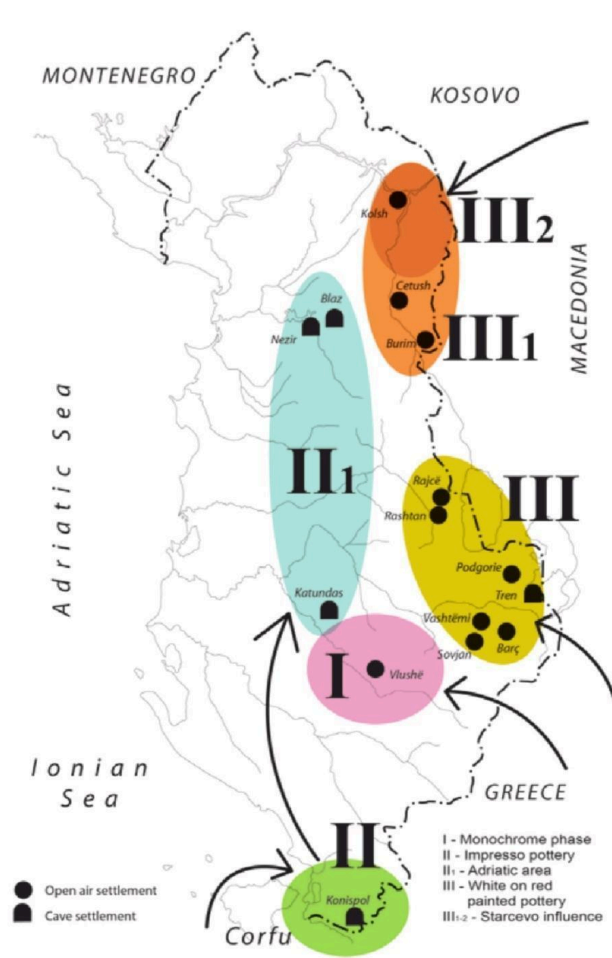 MONTENEGRO
KOSOVO
Kolsh
III2
MACEDONIA
Cetush
Blaz
Nezir
Burim
III1
Adriatic Sea
II1
Rajcë
Rashtan
III
Podgorie
Tren
Katundas
Vashtëmi
Barç
Sovjan
I
Vlushë
Ionian
Sea
GREECE
II
Konispol
Corfu
Open air settlement
Cave settlement
I - Monochrome phase
II - Impresso pottery
II1 - Adriatic area
III - White on red
painted pottery
III1-2 - Starcevo influence